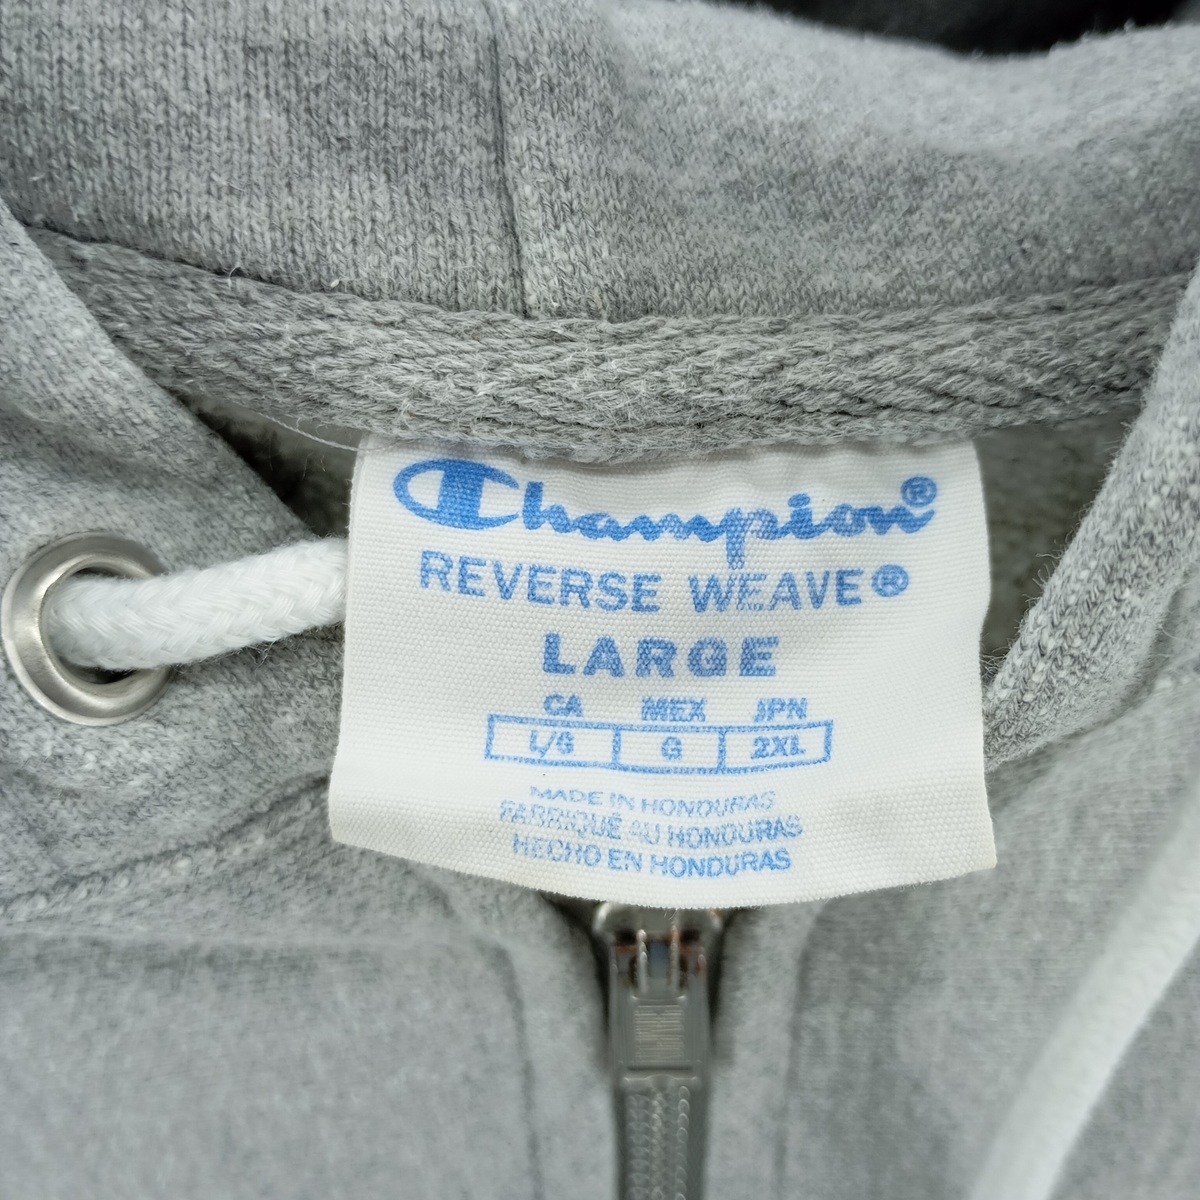 Champion®
REVERSE WEAVE®
LARGE
CA MEX JPN
L/G G 2XL
MADE IN HONDURAS
FABRIQUÉ AU HONDURAS
HECHO EN HONDURAS